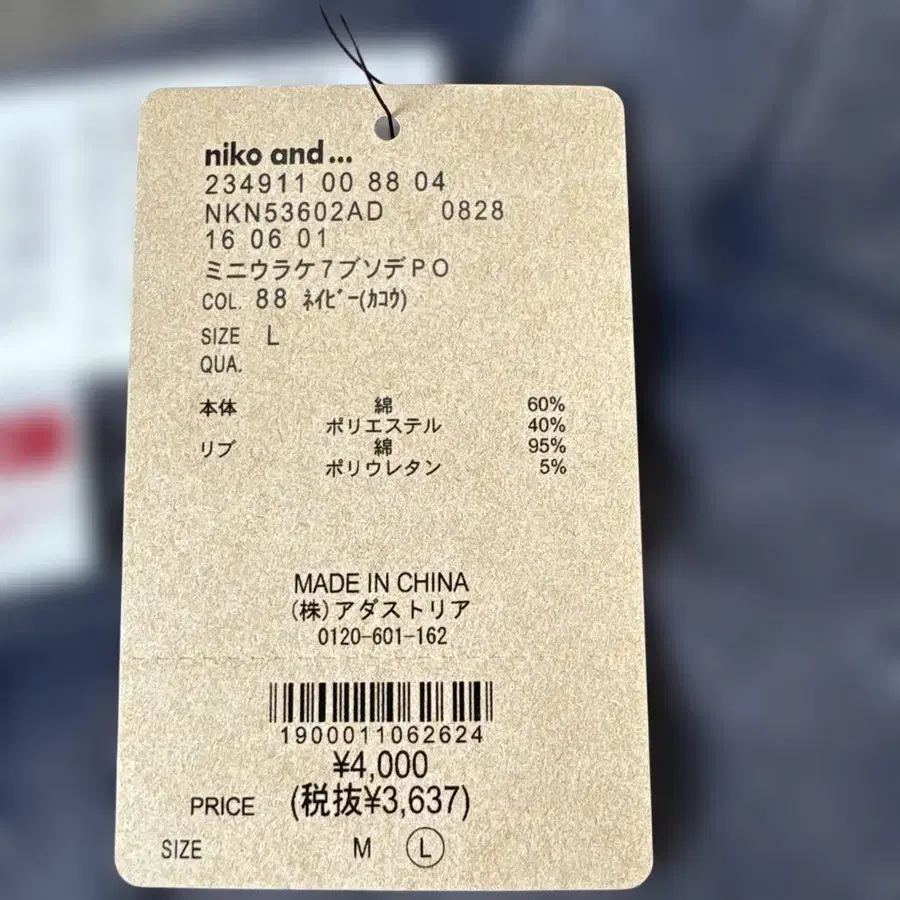 niko and...
234911 00 88 04
NKN53602AD 0828
16 06 01
ミニウラケ7ブソデPO
COL. 88 ネイビー(カコウ)
SIZE L
QUA.
本体 綿 60%
ポリエステル 40%
リブ 綿 95%
ポリウレタン 5%
MADE IN CHINA
(株)アダストリア
0120-601-162
1900011062624
¥4,000
PRICE (税抜¥3,637)
SIZE M L